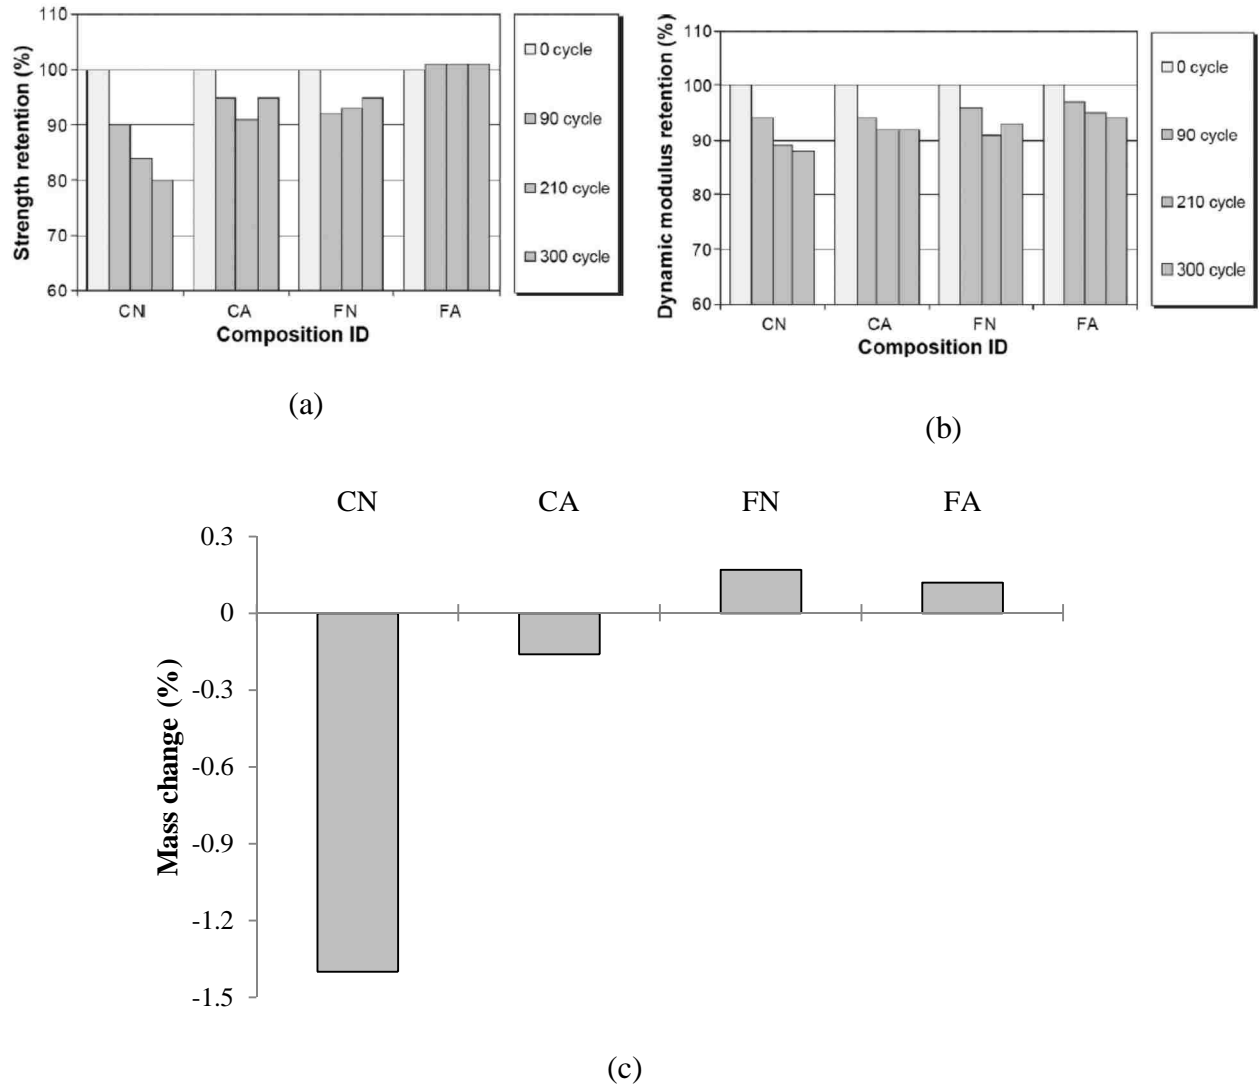 Strength retention (%)
110
100
90
80
70
60
CN
CA
FN
FA
Composition ID
0 cycle
90 cycle
210 cycle
300 cycle
(a)
Dynamic modulus retention (%)
110
100
90
80
70
60
CN
CA
FN
FA
Composition ID
0 cycle
90 cycle
210 cycle
300 cycle
(b)
CN CA FN FA
Mass change (%)
0.3
0
-0.3
-0.6
-0.9
-1.2
-1.5
(c)